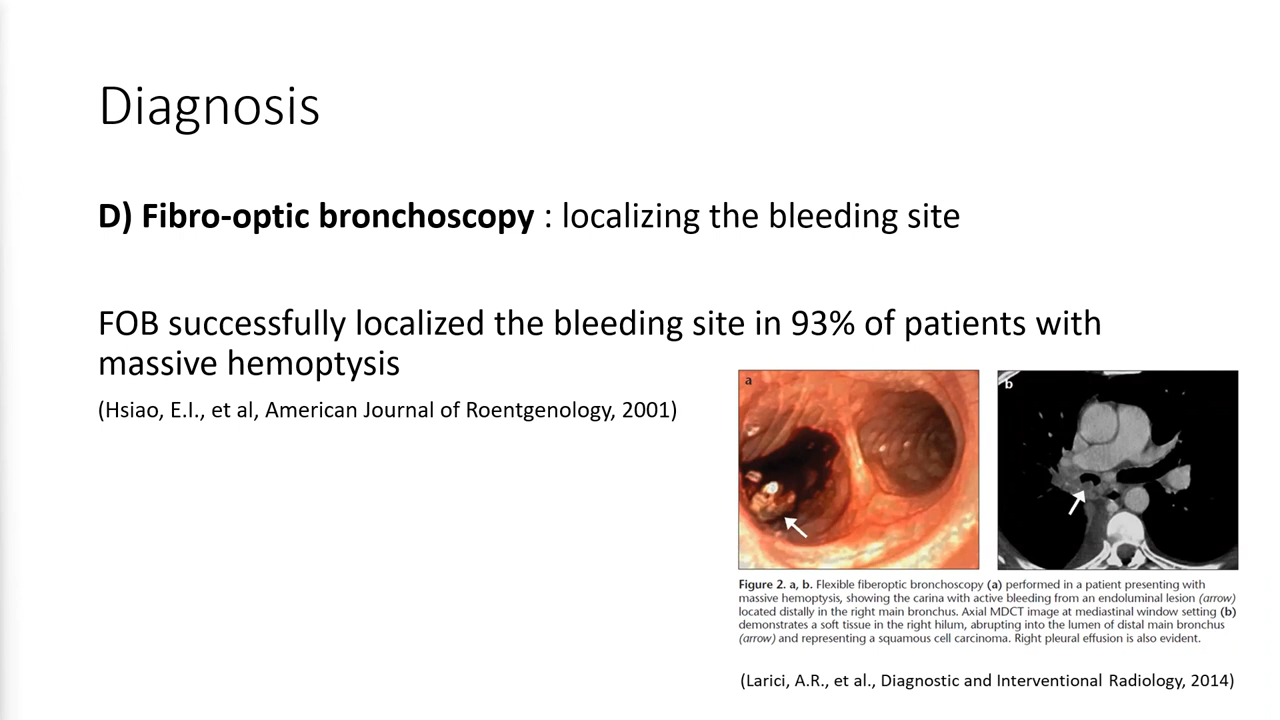 Diagnosis
D) Fibro-optic bronchoscopy : localizing the bleeding site
FOB successfully localized the bleeding site in 93% of patients with
massive hemoptysis
(Hsiao, E.I., et al, American Journal of Roentgenology, 2001)
a
b
Figure 2. a, b. Flexible fiberoptic bronchoscopy (a) performed in a patient presenting with
massive hemoptysis, showing the carina with active bleeding from an endoluminal lesion (arrow)
located distally in the right main bronchus. Axial MDCT image at mediastinal window setting (b)
demonstrates a soft tissue in the right hilum, abrupting into the lumen of distal main bronchus
(arrow) and representing a squamous cell carcinoma. Right pleural effusion is also evident.
(Larici, A.R., et al., Diagnostic and Interventional Radiology, 2014)